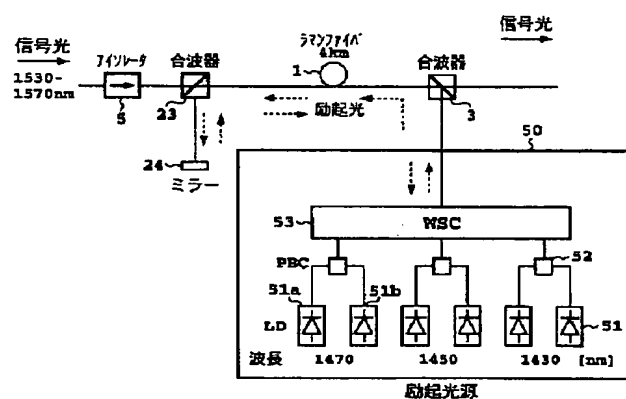 信号光
1530-
1570nm
アイソレータ
5
合波器
23
24
ミラー
ラマンファイバ
4km
1
励起光
信号光
合波器
3
50
53
WSC
PBC
52
51a
51b
LD
51
波長 1470 1450 1430 [nm]
励起光源